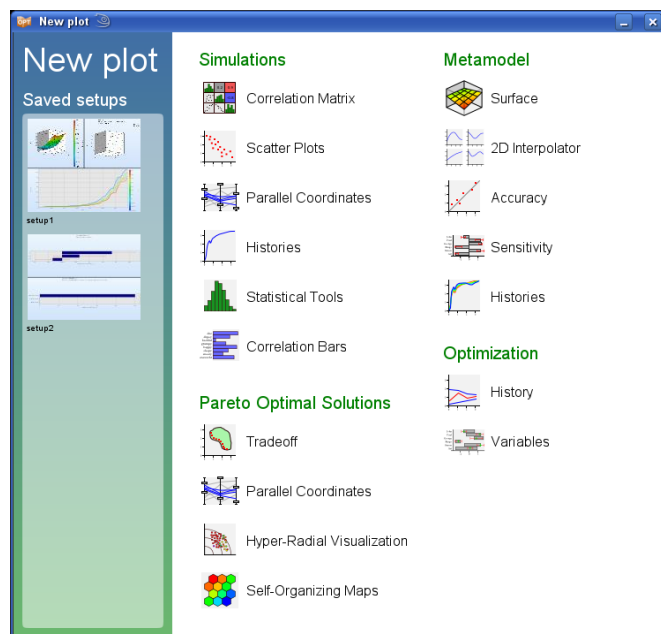 New plot
New plot
Saved setups
setup1
setup2
Simulations
Correlation Matrix
Scatter Plots
Parallel Coordinates
Histories
Statistical Tools
Correlation Bars
Pareto Optimal Solutions
Tradeoff
Parallel Coordinates
Hyper-Radial Visualization
Self-Organizing Maps
Metamodel
Surface
2D Interpolator
Accuracy
Sensitivity
Histories
Optimization
History
Variables